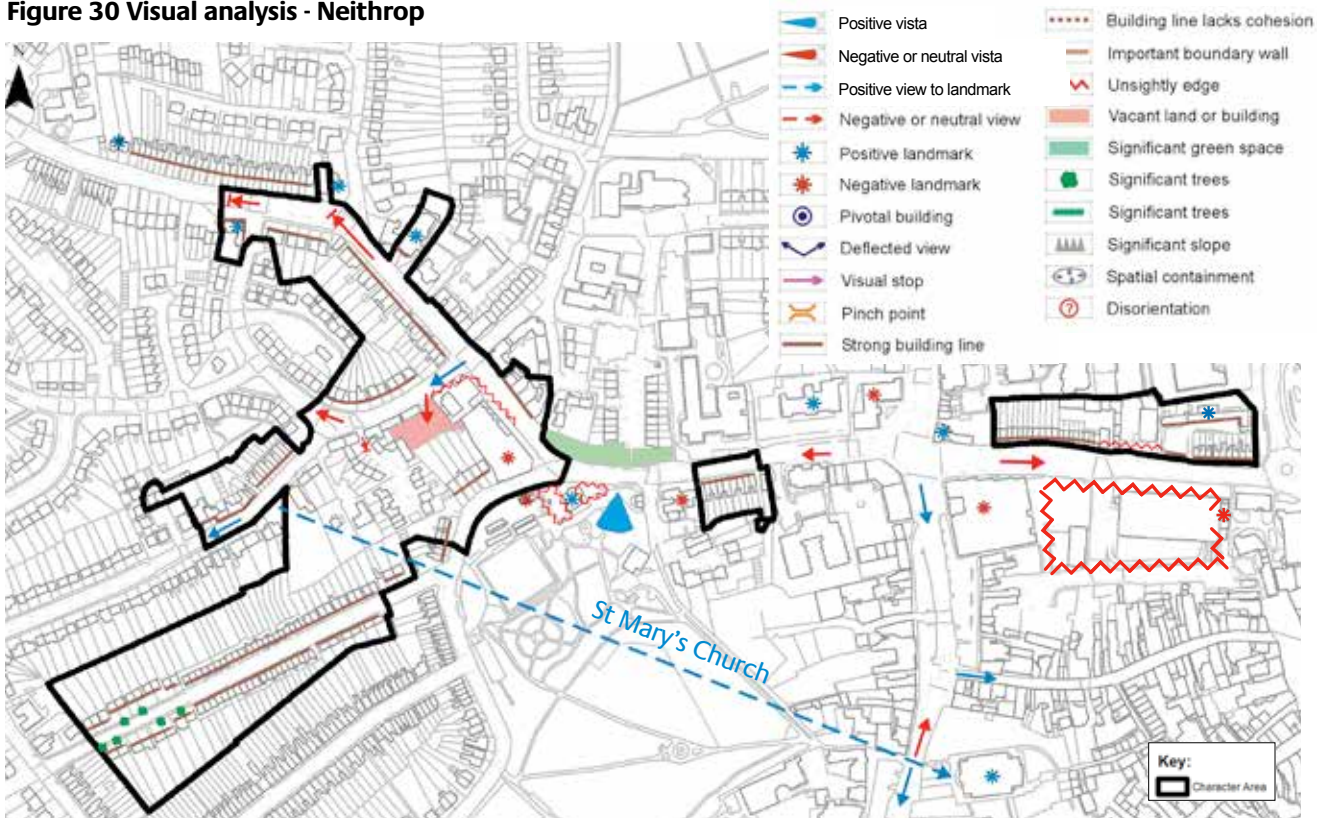 Figure 30 Visual analysis - Neithrop
Positive vista
Negative or neutral vista
Positive view to landmark
Negative or neutral view
Positive landmark
Negative landmark
Pivotal building
Deflected view
Visual stop
Pinch point
Strong building line
Building line lacks cohesion
Important boundary wall
Unsightly edge
Vacant land or building
Significant green space
Significant trees
Significant trees
Significant slope
Spatial containment
? Disorientation
St Mary's Church
Key:
Character Area